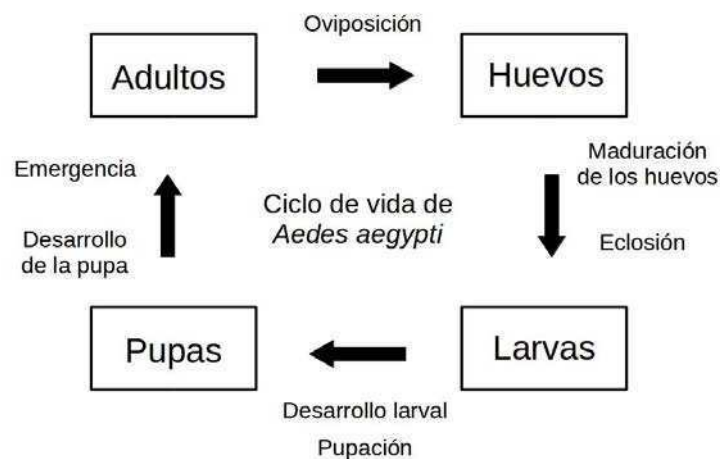 Oviposición
Adultos
Huevos
Emergencia
Maduración
de los huevos
Ciclo de vida de
Aedes aegypti
Desarrollo
de la pupa
Eclosión
Pupas
Larvas
Desarrollo larval
Pupación